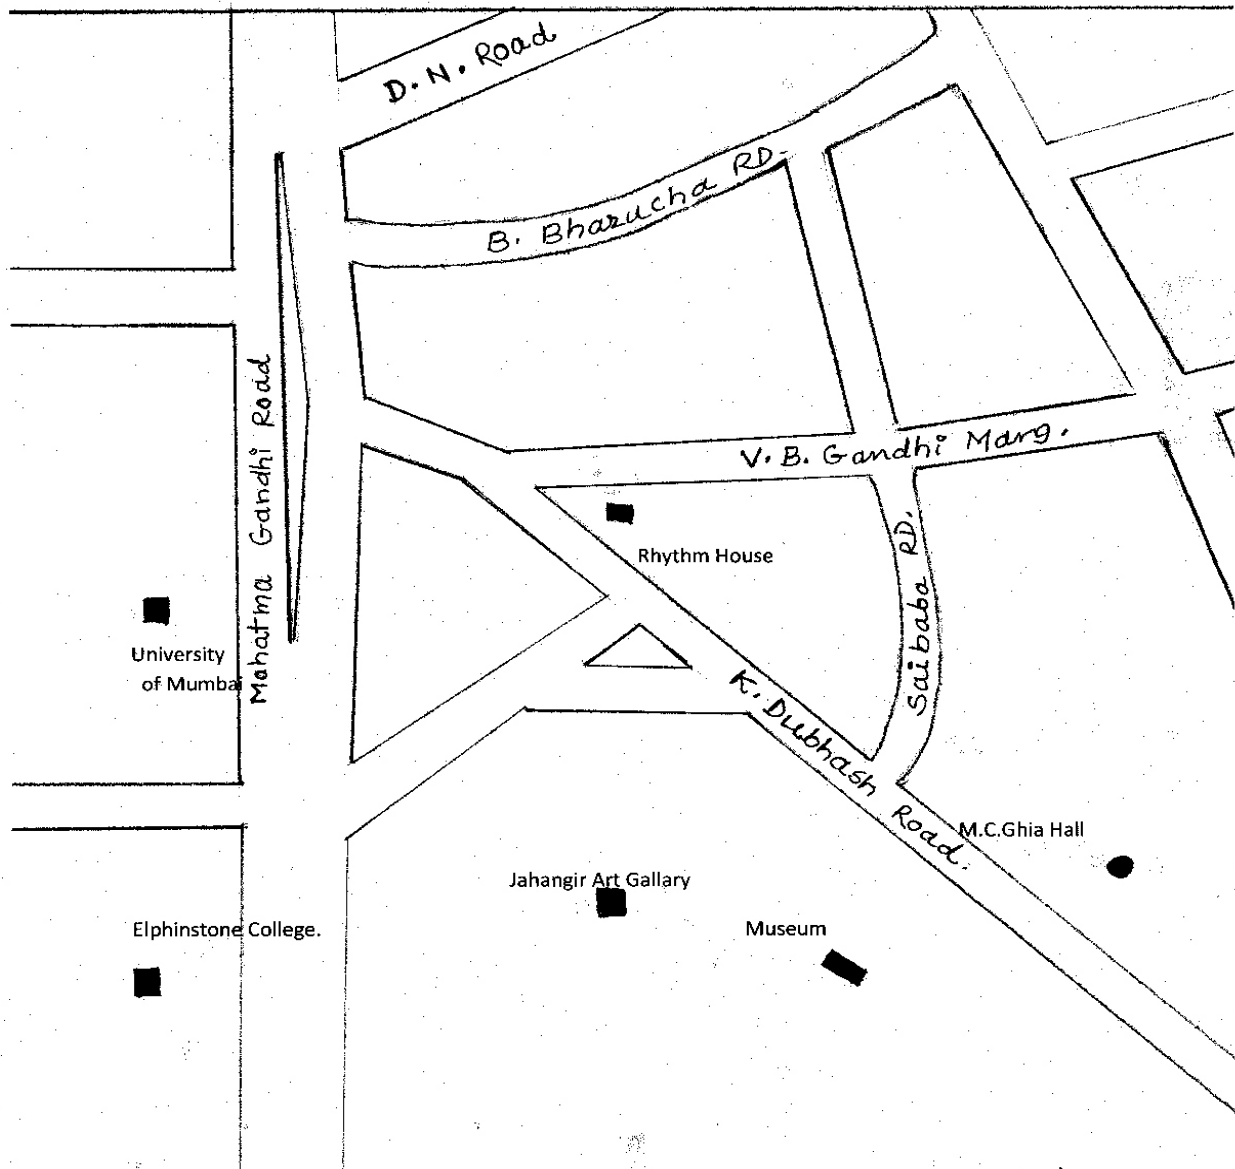 D. N. Road
B. Bharucha RD.
Mahatma Gandhi Road
V. B. Gandhi Marg.
Rhythm House
Saibaba RD.
University
of Mumbai
K. Dubhash Road.
M.C.Ghia Hall
Jahangir Art Gallary
Elphinstone College.
Museum